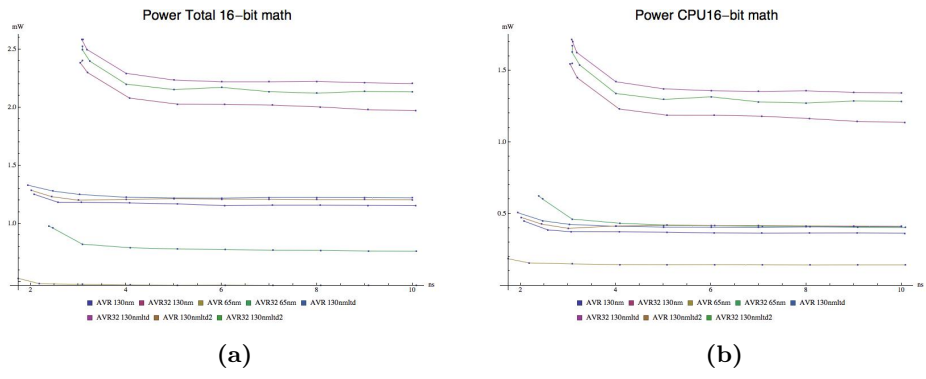 Power Total 16-bit math
mW
2.5
2.0
1.5
1.0
2 4 6 8 10 ns
AVR 130nm AVR32 130nm AVR 65nm AVR32 65nm AVR 130nmltd
AVR32 130nmltd AVR 130nmltd2 AVR32 130nmltd2
(a)
Power CPU16-bit math
mW
1.5
1.0
0.5
2 4 6 8 10 ns
AVR 130nm AVR32 130nm AVR 65nm AVR32 65nm AVR 130nmltd
AVR32 130nmltd AVR 130nmltd2 AVR32 130nmltd2
(b)